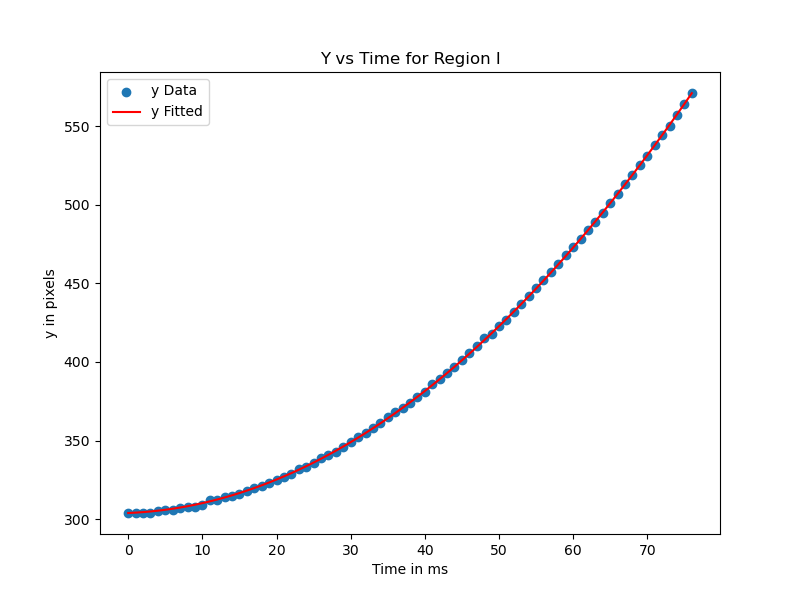 Y vs Time for Region I
y Data
y Fitted
550
500
450
400
350
300
y in pixels
0 10 20 30 40 50 60 70
Time in ms